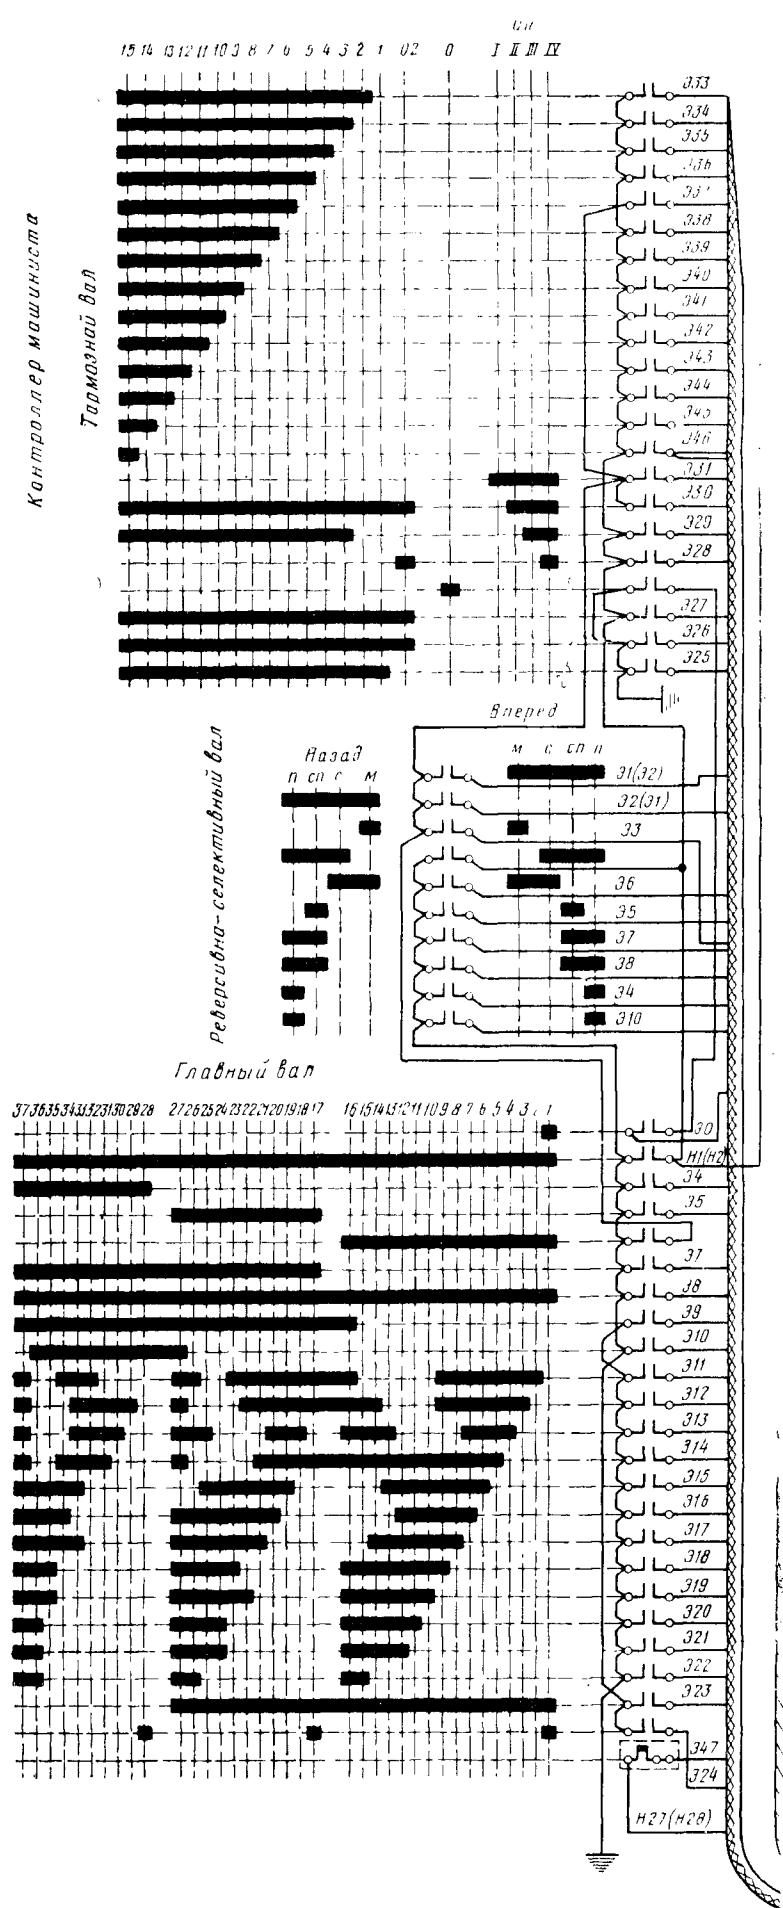 15 14 13 12 11 10 9 8 7 6 5 4 3 2 1 02 0 I II III IV
Контроллер машиниста
Тормазнай вал
Э33
Э34
Э35
Э36
Э37
Э38
Э39
Э40
Э41
Э42
Э43
Э44
Э45
Э46
Э31
Э30
Э29
Э28
Э27
Э26
Э25
Реверсивна-селективный вал
Назад
п сп с м
Вперед
м с сп п
Э1(Э2)
Э2(Э1)
Э3
Э6
Э5
Э7
Э8
Э4
Э10
Главный вал
37 36 35 34 33 32 31 30 29 28 27 26 25 24 23 22 21 20 19 18 17 16 15 14 13 12 11 10 9 8 7 6 5 4 3 2 1
Э0
Н1(Н2)
Э4
Э5
Э7
Э8
Э9
Э10
Э11
Э12
Э13
Э14
Э15
Э16
Э17
Э18
Э19
Э20
Э21
Э22
Э23
Э47
Э24
Н27(Н28)